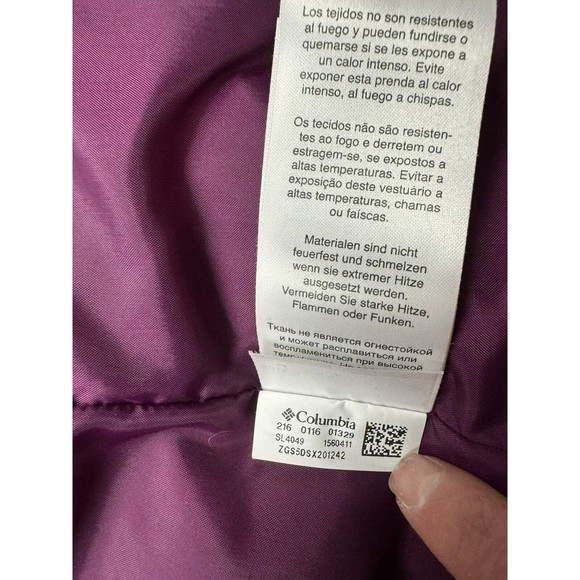 Los tejidos no son resistentes
al fuego y pueden fundirse o
quemarse si se les expone a
un calor intenso. Evite
exponer esta prenda al calor
intenso, al fuego a chispas.
Os tecidos não são resisten-
tes ao fogo e derretem ou
estragem-se, se expostos a
altas temperaturas. Evitar a
exposição deste vestuário a
altas temperaturas, chamas
ou faíscas.
Materialen sind nicht
feuerfest und schmelzen
wenn sie extremer Hitze
ausgesetzt werden.
Vermeiden Sie starke Hitze,
Flammen oder Funken.
Ткань не является огнестойкой
и может расплавиться или
воспламениться при высокой
Columbia
216 0116 01329
SL4049 1560411
ZGS5DSX201242